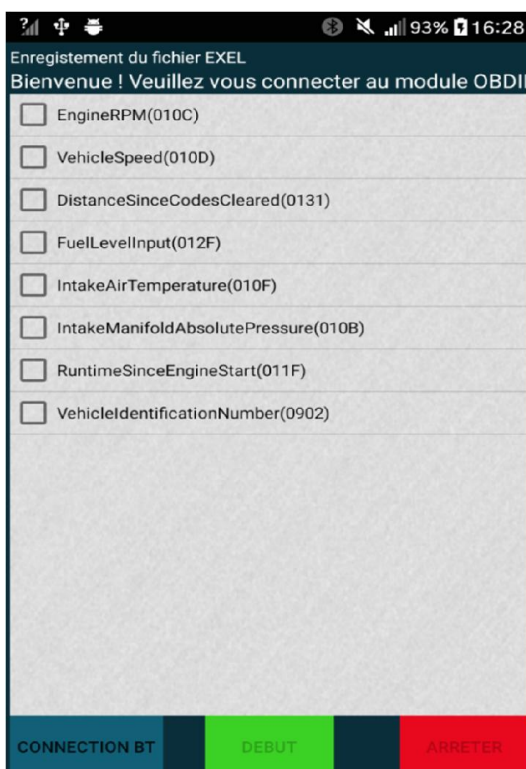 93% 16:28
Enregistement du fichier EXEL
Bienvenue ! Veuillez vous connecter au module OBDII
EngineRPM(010C)
VehicleSpeed(010D)
DistanceSinceCodesCleared(0131)
FuelLevelInput(012F)
IntakeAirTemperature(010F)
IntakeManifoldAbsolutePressure(010B)
RuntimeSinceEngineStart(011F)
VehicleIdentificationNumber(0902)
CONNECTION BT DEBUT ARRETER